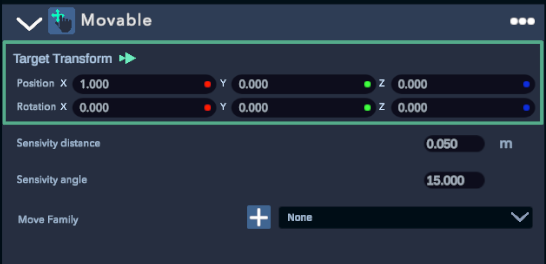 Movable
Target Transform
Position X 1.000 Y 0.000 Z 0.000
Rotation X 0.000 Y 0.000 Z 0.000
Sensivity distance 0.050 m
Sensivity angle 15.000
Move Family None